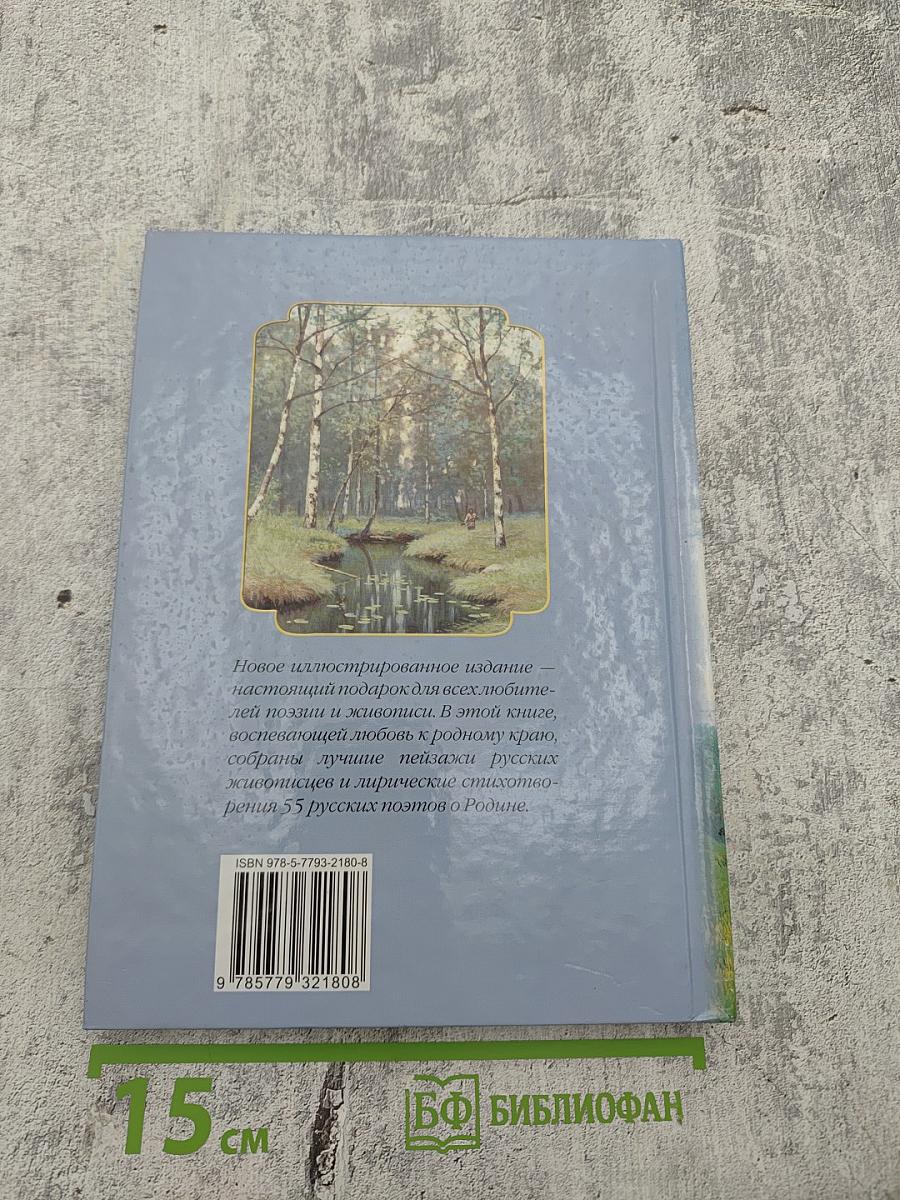 Новое иллюстрированное издание —
настоящий подарок для всех любите-
лей поэзии и живописи. В этой книге,
воспевающей любовь к родному краю,
собраны лучшие пейзажи русских
живописцев и лирические стихотво-
рения 55 русских поэтов о Родине.
ISBN 978-5-7793-2180-8
9 785779 321808
15 см
БФ БИБЛИОФАН